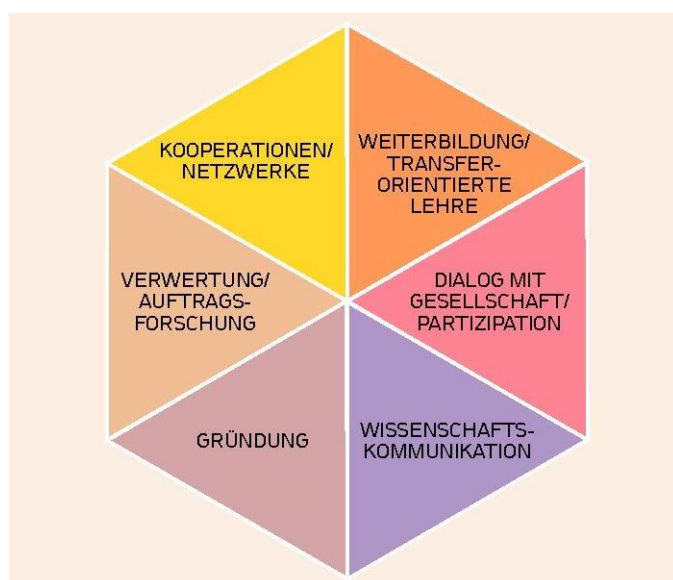 KOOPERATIONEN/
NETZWERKE
WEITERBILDUNG/
TRANSFER-
ORIENTIERTE
LEHRE
VERWERTUNG/
AUFTRAGS-
FORSCHUNG
DIALOG MIT
GESELLSCHAFT/
PARTIZIPATION
GRÜNDUNG
WISSENSCHAFTS-
KOMMUNIKATION